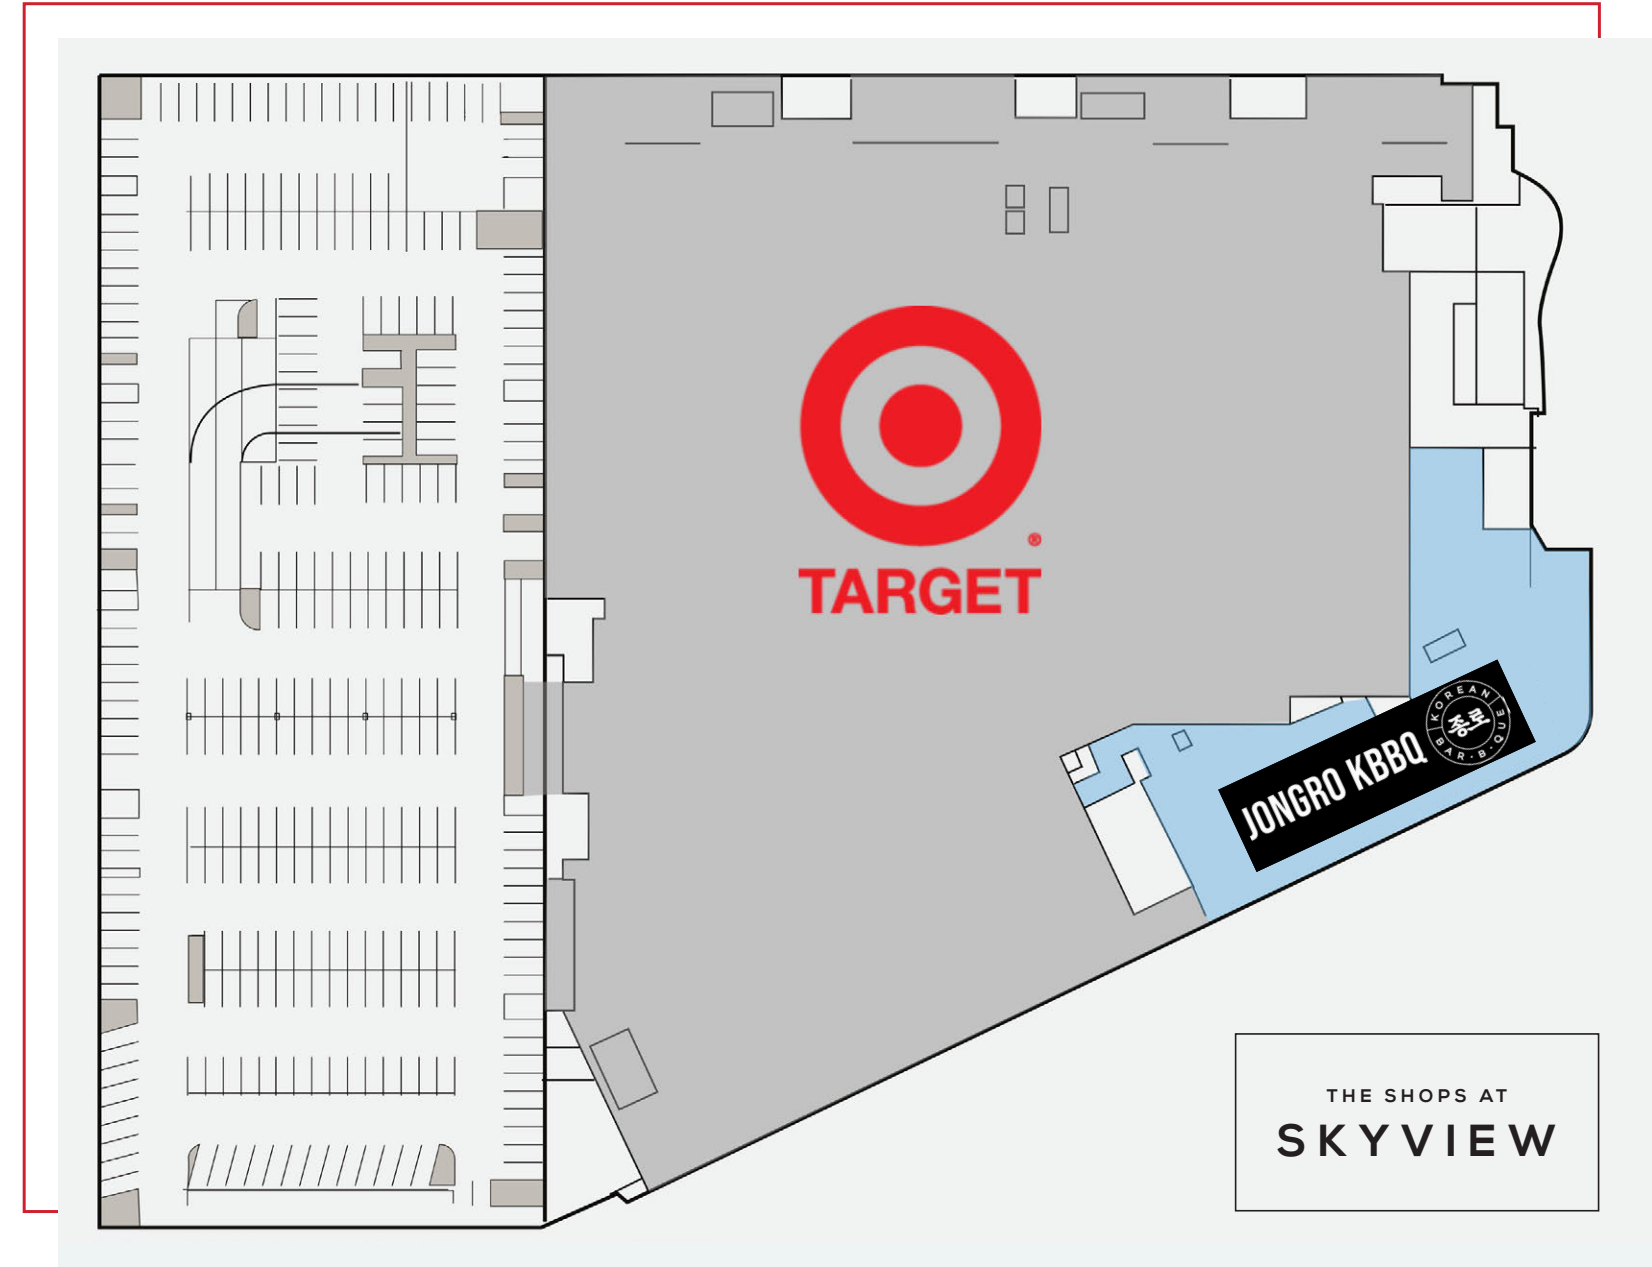 ®
TARGET
JONGRO KBBQ
KOREAN
종로
BAR·B·QUE
THE SHOPS AT
SKYVIEW